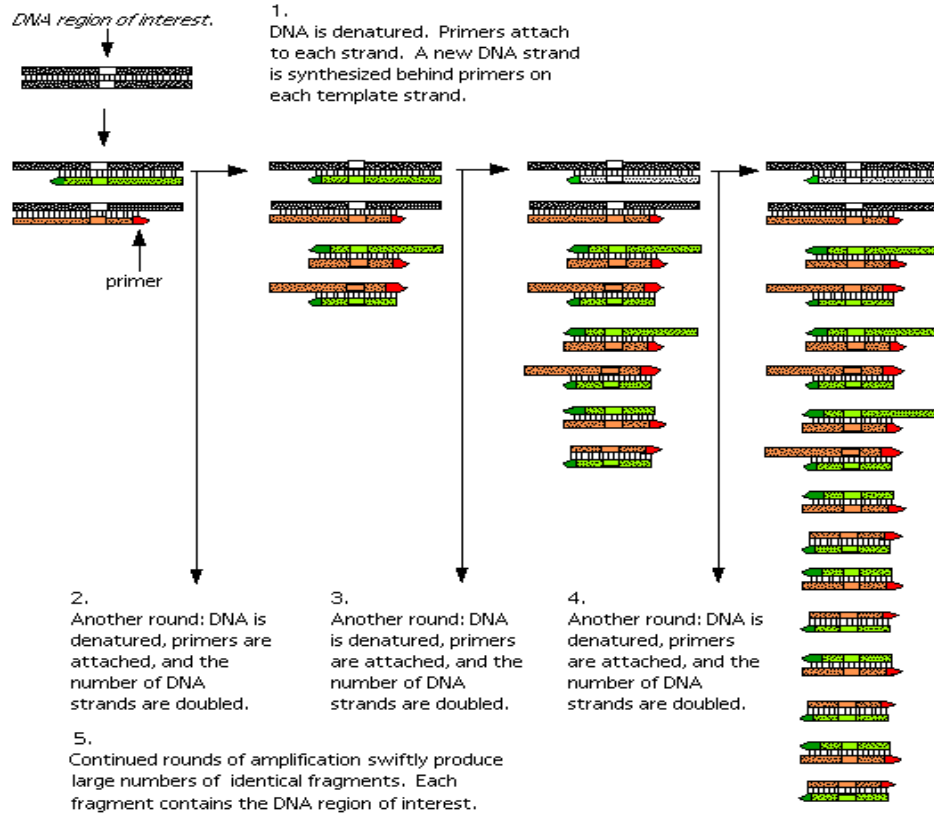 DNA region of interest.
1.
DNA is denatured. Primers attach
to each strand. A new DNA strand
is synthesized behind primers on
each template strand.
primer
2.
Another round: DNA is
denatured, primers are
attached, and the
number of DNA
strands are doubled.
3.
Another round: DNA
is denatured, primers
are attached, and the
number of DNA
strands are doubled.
4.
Another round: DNA is
denatured, primers
are attached, and the
number of DNA
strands are doubled.
5.
Continued rounds of amplification swiftly produce
large numbers of identical fragments. Each
fragment contains the DNA region of interest.